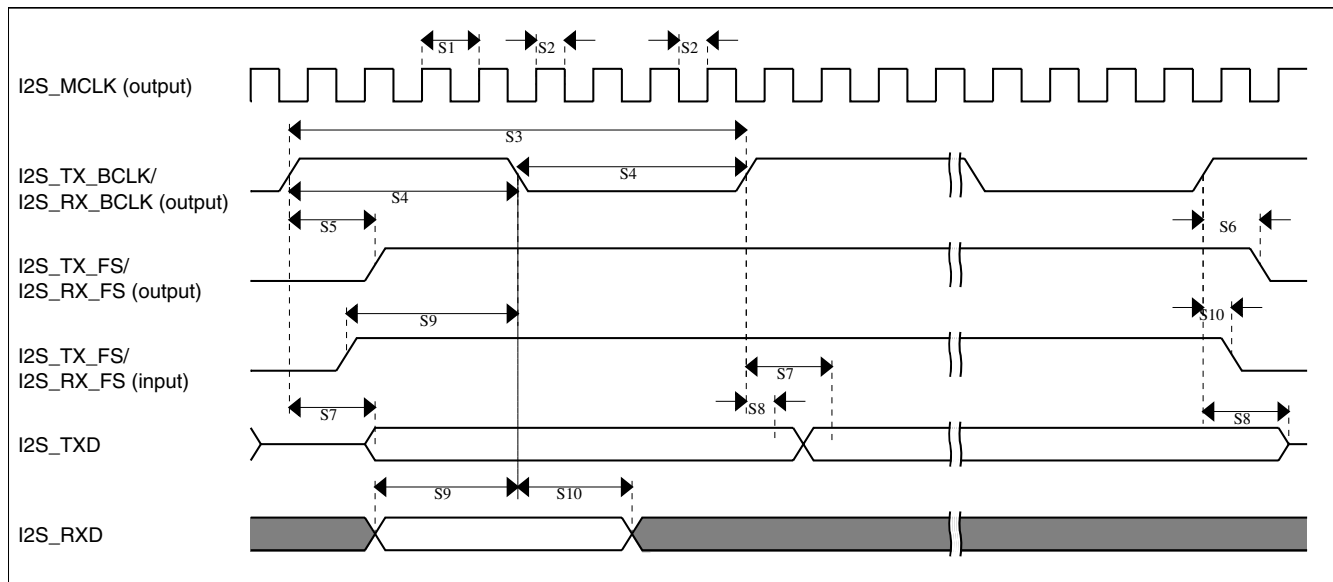 S1
S2
S2
I2S_MCLK (output)
S3
I2S_TX_BCLK/
I2S_RX_BCLK (output)
S4
S4
S5
S6
I2S_TX_FS/
I2S_RX_FS (output)
S9
S10
I2S_TX_FS/
I2S_RX_FS (input)
S7
S7
S8
S8
I2S_TXD
S9
S10
I2S_RXD